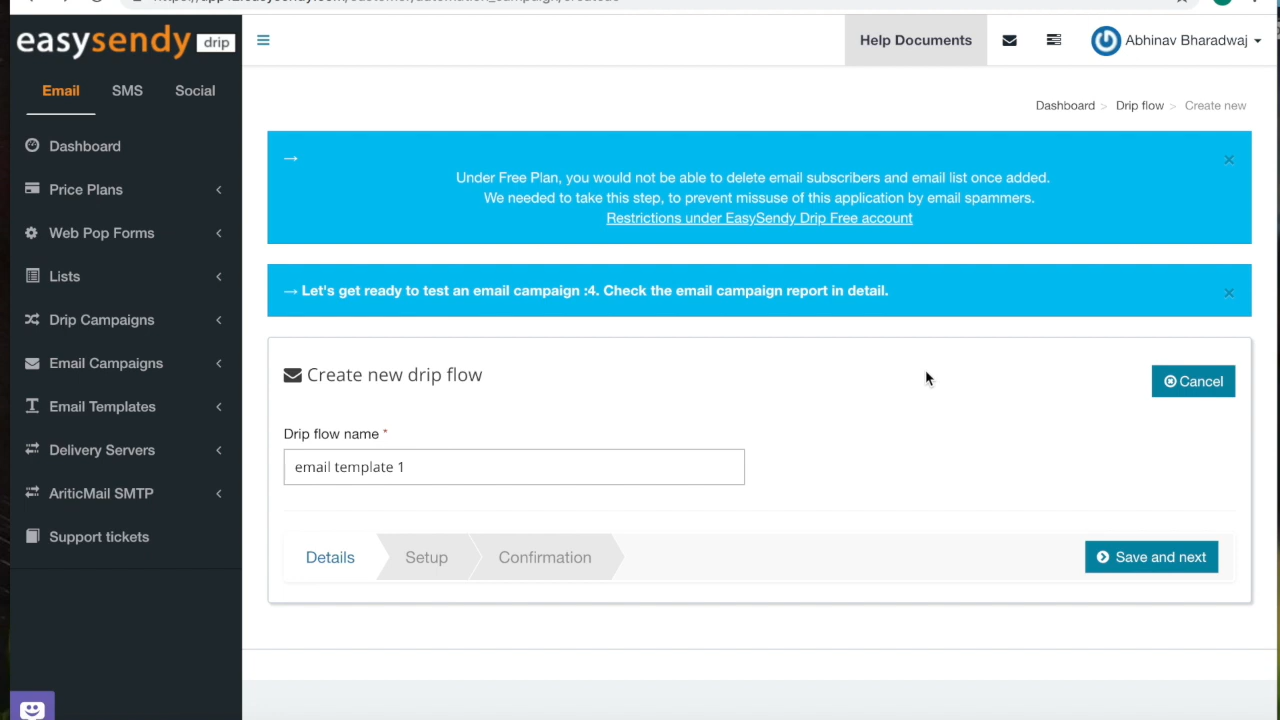 easysendy drip
Help Documents
Abhinav Bharadwaj
Email SMS Social
Dashboard
Price Plans
Web Pop Forms
Lists
Drip Campaigns
Email Campaigns
Email Templates
Delivery Servers
AriticMail SMTP
Support tickets
Dashboard > Drip flow > Create new
→
Under Free Plan, you would not be able to delete email subscribers and email list once added.
We needed to take this step, to prevent missuse of this application by email spammers.
Restrictions under EasySendy Drip Free account
→ Let's get ready to test an email campaign :4. Check the email campaign report in detail.
Create new drip flow
Cancel
Drip flow name *
email template 1
Details Setup Confirmation
Save and next